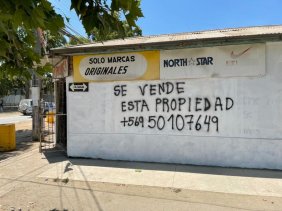 SOLO MARCAS
ORIGINALES
NORTH☆STAR
SE VENDE
ESTA PROPIEDAD
+569 50107649